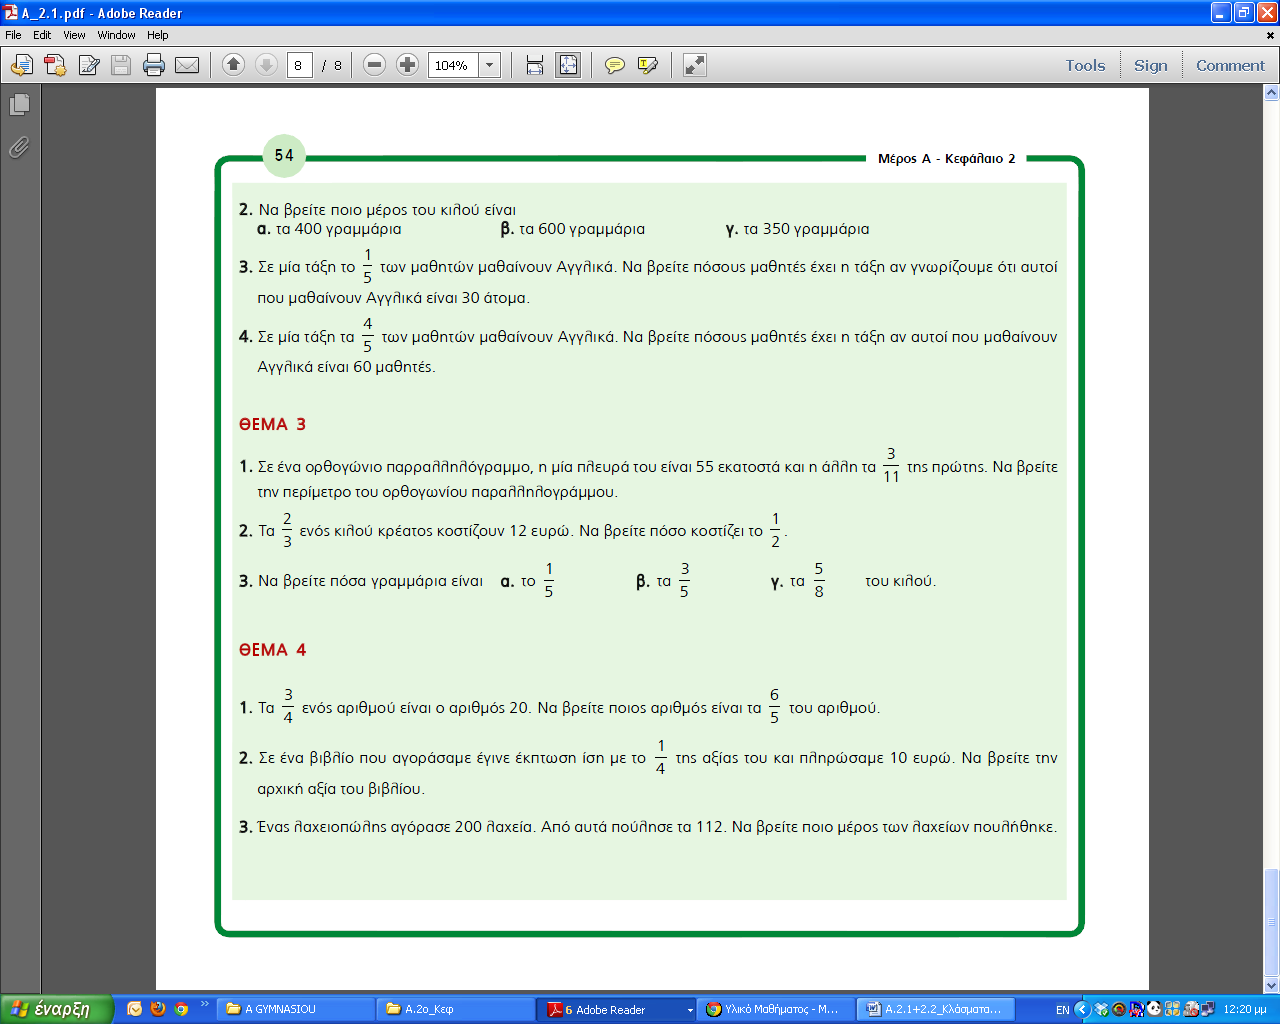 A_2.1.pdf - Adobe Reader
File Edit View Window Help
8 / 8 104% Tools Sign Comment
54
Μέρος Α - Κεφάλαιο 2
2. Να βρείτε ποιο μέρος του κιλού είναι
α. τα 400 γραμμάρια β. τα 600 γραμμάρια γ. τα 350 γραμμάρια
3. Σε μία τάξη το 1/5 των μαθητών μαθαίνουν Αγγλικά. Να βρείτε πόσους μαθητές έχει η τάξη αν γνωρίζουμε ότι αυτοί
που μαθαίνουν Αγγλικά είναι 30 άτομα.
4. Σε μία τάξη τα 4/5 των μαθητών μαθαίνουν Αγγλικά. Να βρείτε πόσους μαθητές έχει η τάξη αν αυτοί που μαθαίνουν
Αγγλικά είναι 60 μαθητές.
ΘΕΜΑ 3
1. Σε ένα ορθογώνιο παρραλληλόγραμμο, η μία πλευρά του είναι 55 εκατοστά και η άλλη τα 3/11 της πρώτης. Να βρείτε
την περίμετρο του ορθογωνίου παραλληλογράμμου.
2. Τα 2/3 ενός κιλού κρέατος κοστίζουν 12 ευρώ. Να βρείτε πόσο κοστίζει το 1/2.
3. Να βρείτε πόσα γραμμάρια είναι α. το 1/5 β. τα 3/5 γ. τα 5/8 του κιλού.
ΘΕΜΑ 4
1. Τα 3/4 ενός αριθμού είναι ο αριθμός 20. Να βρείτε ποιος αριθμός είναι τα 6/5 του αριθμού.
2. Σε ένα βιβλίο που αγοράσαμε έγινε έκπτωση ίση με το 1/4 της αξίας του και πληρώσαμε 10 ευρώ. Να βρείτε την
αρχική αξία του βιβλίου.
3. Ένας λαχειοπώλης αγόρασε 200 λαχεία. Από αυτά πούλησε τα 112. Να βρείτε ποιο μέρος των λαχείων πουλήθηκε.
έναρξη A GYMNASIOU Α.2ο_Κεφ 6 Adobe Reader Υλικό Μαθήματος - Μ... Α.2.1+2.2_Κλάσματα... EN 12:20 μμ